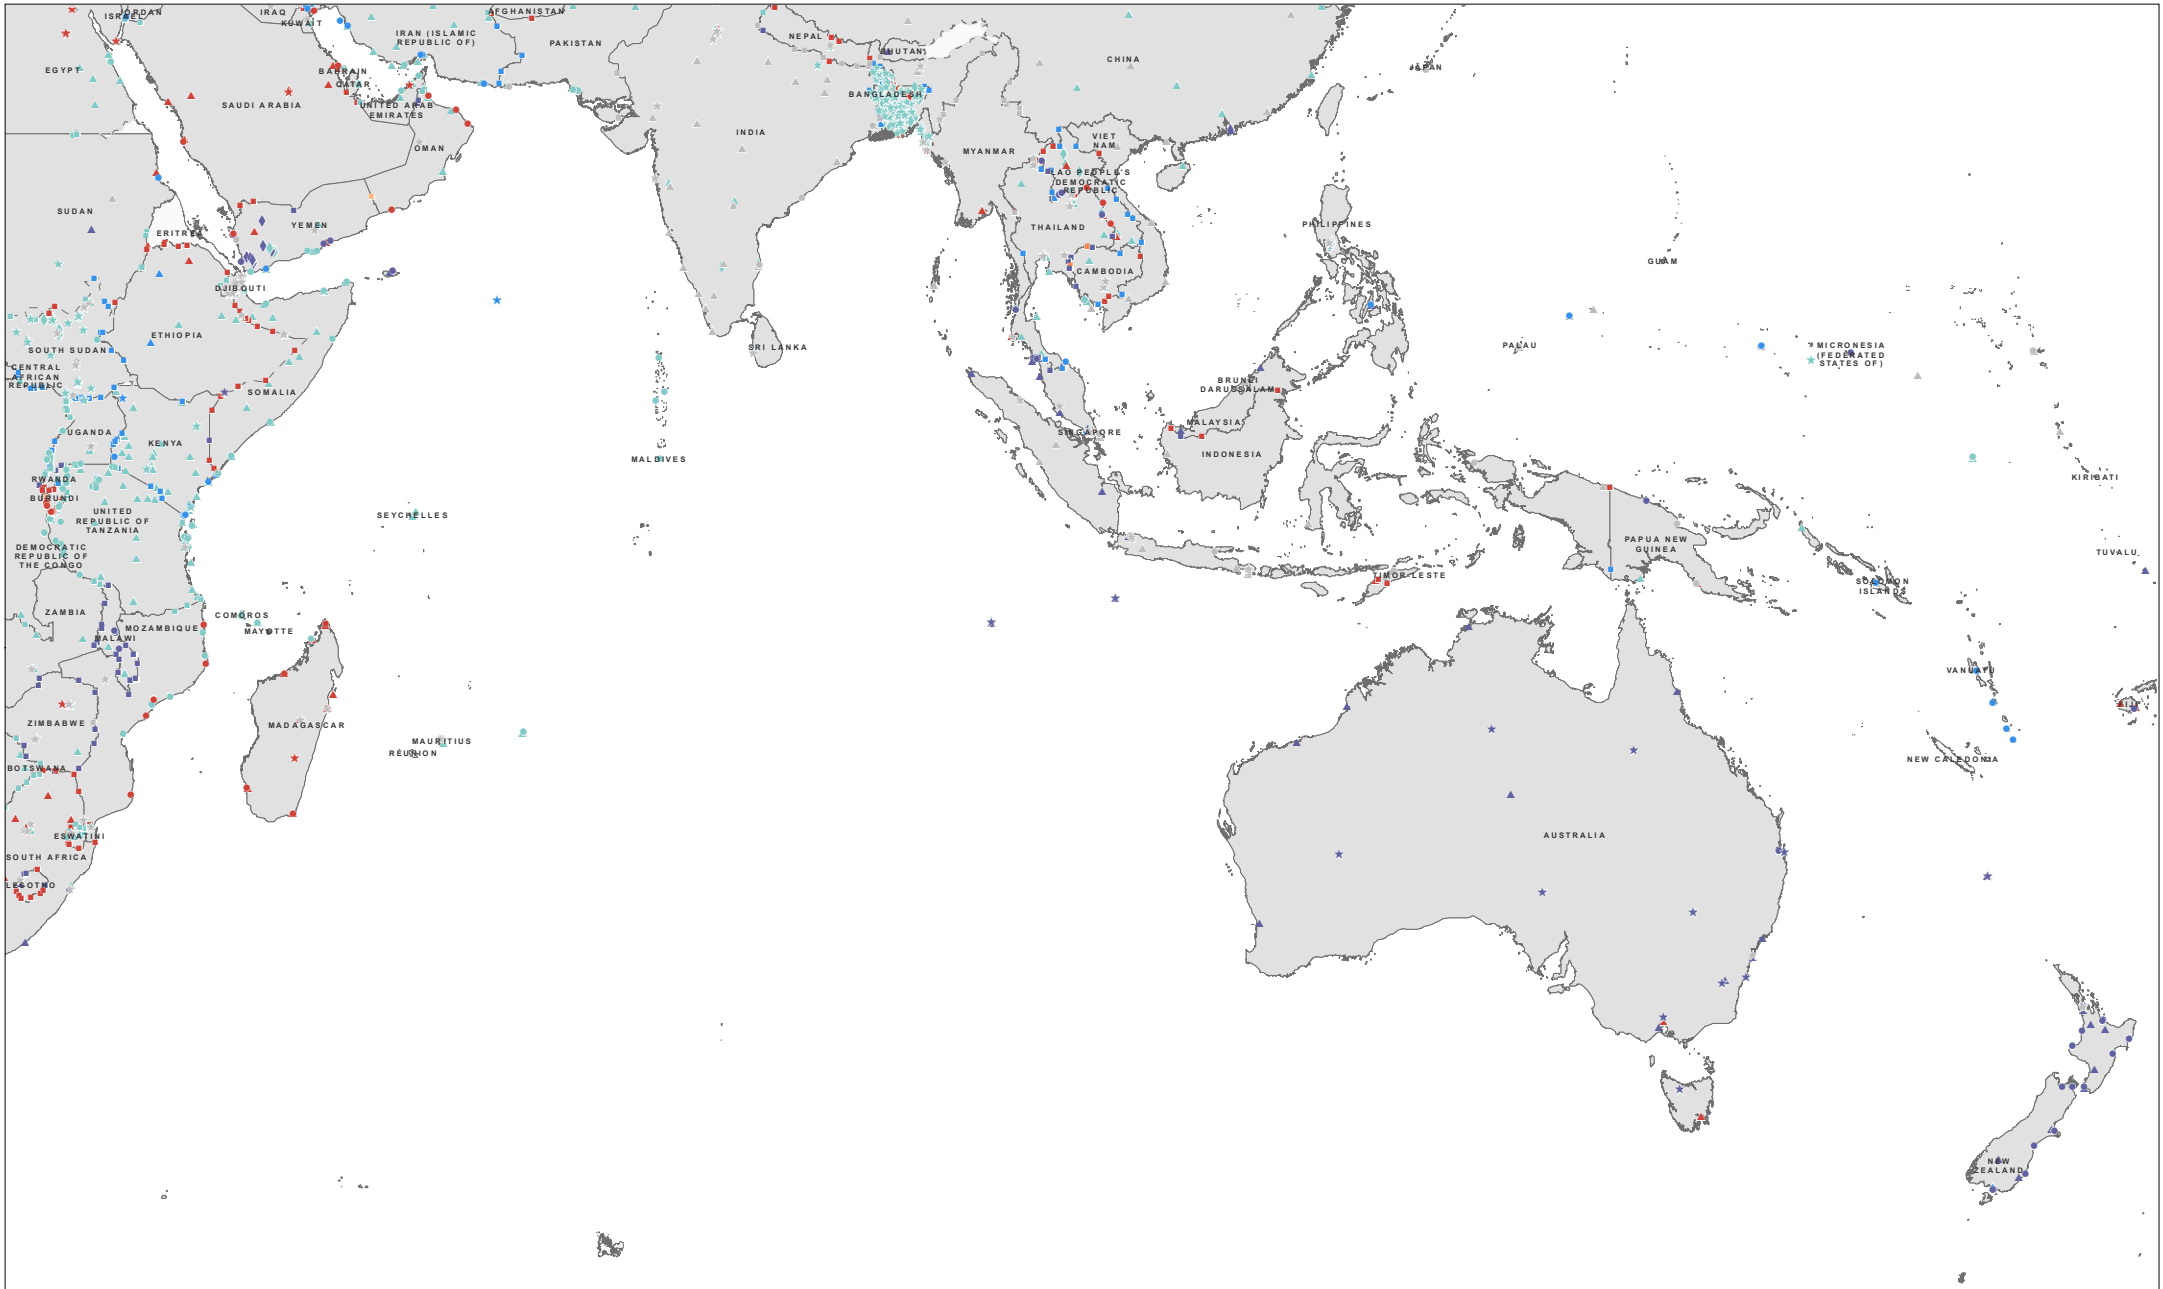 ISRAEL
JORDAN
IRAQ
KUWAIT
IRAN (ISLAMIC
REPUBLIC OF)
AFGHANISTAN
PAKISTAN
NEPAL
BHUTAN
CHINA
JAPAN
EGYPT
BAHRAIN
QATAR
SAUDI ARABIA
UNITED ARAB
EMIRATES
OMAN
BANGLADESH
INDIA
MYANMAR
VIET
NAM
LAO PEOPLE'S
DEMOCRATIC
REPUBLIC
SUDAN
ERITREA
YEMEN
THAILAND
PHILIPPINES
GUAM
DJIBOUTI
CAMBODIA
ETHIOPIA
SOUTH SUDAN
SRI LANKA
PALAU
MICRONESIA
(FEDERATED
STATES OF)
CENTRAL
AFRICAN
REPUBLIC
SOMALIA
BRUNEI
DARUSSALAM
MALAYSIA
UGANDA
KENYA
SINGAPORE
INDONESIA
MALDIVES
KIRIBATI
RWANDA
BURUNDI
UNITED
REPUBLIC OF
TANZANIA
SEYCHELLES
PAPUA NEW
GUINEA
DEMOCRATIC
REPUBLIC OF
THE CONGO
TUVALU
TIMOR-LESTE
SOLOMON
ISLANDS
ZAMBIA
COMOROS
MAYOTTE
MOZAMBIQUE
MALAWI
VANUATU
FIJI
ZIMBABWE
MADAGASCAR
MAURITIUS
RÉUNION
NEW CALEDONIA
BOTSWANA
AUSTRALIA
ESWATINI
SOUTH AFRICA
LESOTHO
NEW
ZEALAND